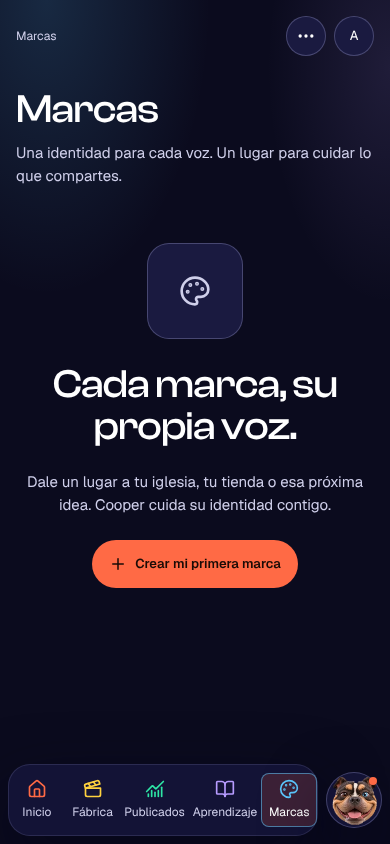 Marcas
A
Marcas
Una identidad para cada voz. Un lugar para cuidar lo
que compartes.
Cada marca, su
propia voz.
Dale un lugar a tu iglesia, tu tienda o esa próxima
idea. Cooper cuida su identidad contigo.
Crear mi primera marca
Inicio
Fábrica
Publicados
Aprendizaje
Marcas